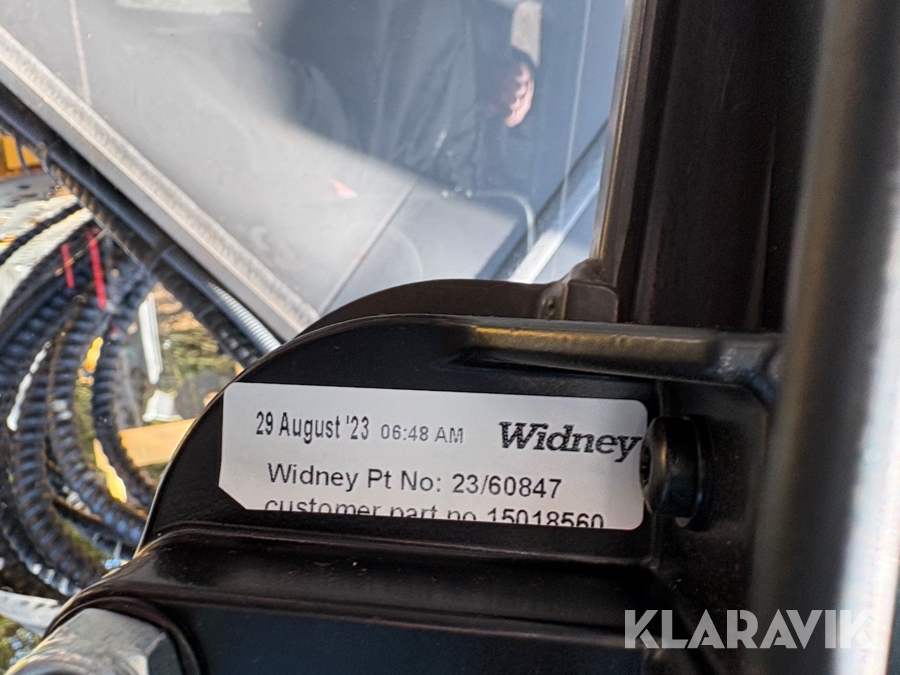 29 August '23 06:48 AM Widney
Widney Pt No: 23/60847
customer part no 15018560
KLARAVIK